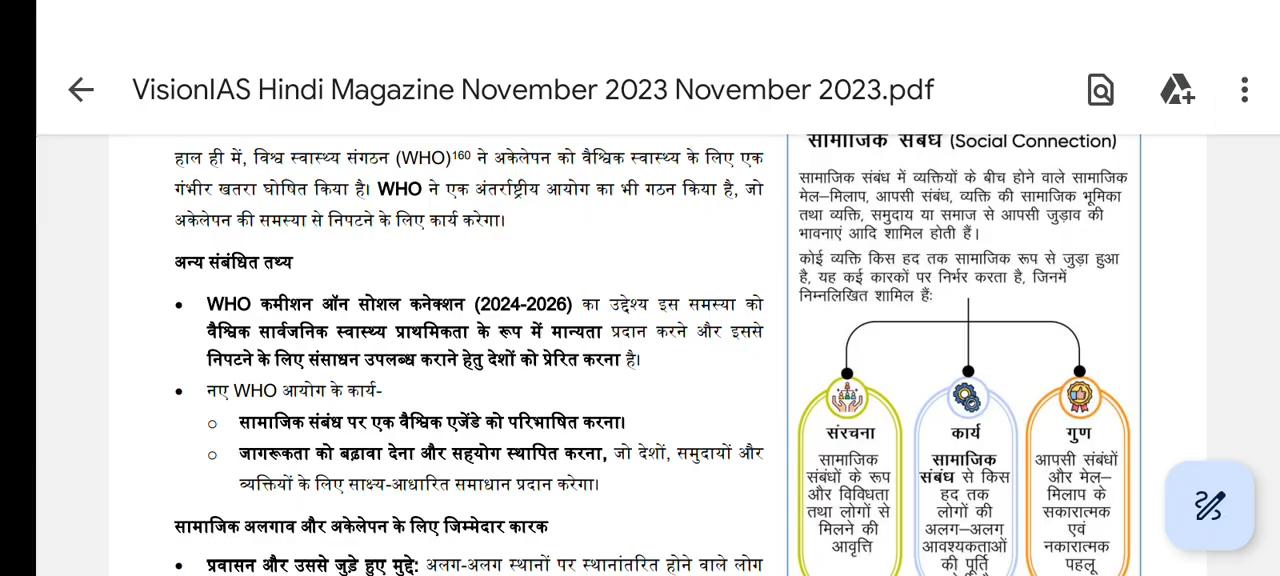 VisionIAS Hindi Magazine November 2023 November 2023.pdf
हाल ही में, विश्व स्वास्थ्य संगठन (WHO)160 ने अकेलेपन को वैश्विक स्वास्थ्य के लिए एक
गंभीर खतरा घोषित किया है। WHO ने एक अंतर्राष्ट्रीय आयोग का भी गठन किया है, जो
अकेलेपन की समस्या से निपटने के लिए कार्य करेगा।
अन्य संबंधित तथ्य
• WHO कमीशन ऑन सोशल कनेक्शन (2024-2026) का उद्देश्य इस समस्या को
वैश्विक सार्वजनिक स्वास्थ्य प्राथमिकता के रूप में मान्यता प्रदान करने और इससे
निपटने के लिए संसाधन उपलब्ध कराने हेतु देशों को प्रेरित करना है।
• नए WHO आयोग के कार्य-
○ सामाजिक संबंध पर एक वैश्विक एजेंडे को परिभाषित करना।
○ जागरूकता को बढ़ावा देना और सहयोग स्थापित करना, जो देशों, समुदायों और
व्यक्तियों के लिए साक्ष्य-आधारित समाधान प्रदान करेगा।
सामाजिक अलगाव और अकेलेपन के लिए जिम्मेदार कारक
• प्रवासन और उससे जुड़े हुए मुद्दे: अलग-अलग स्थानों पर स्थानांतरित होने वाले लोग
सामाजिक संबंध (Social Connection)
सामाजिक संबंध में व्यक्तियों के बीच होने वाले सामाजिक
मेल–मिलाप, आपसी संबंध, व्यक्ति की सामाजिक भूमिका
तथा व्यक्ति, समुदाय या समाज से आपसी जुड़ाव की
भावनाएं आदि शामिल होती हैं।
कोई व्यक्ति किस हद तक सामाजिक रूप से जुड़ा हुआ
है, यह कई कारकों पर निर्भर करता है, जिनमें
निम्नलिखित शामिल हैं:
संरचना
सामाजिक
संबंधों के रूप
और विविधता
तथा लोगों से
मिलने की
आवृत्ति
कार्य
सामाजिक
संबंध से किस
हद तक
लोगों की
अलग–अलग
आवश्यकताओं
की पूर्ति
गुण
आपसी संबंधों
और मेल–
मिलाप के
सकारात्मक
एवं
नकारात्मक
पहलू